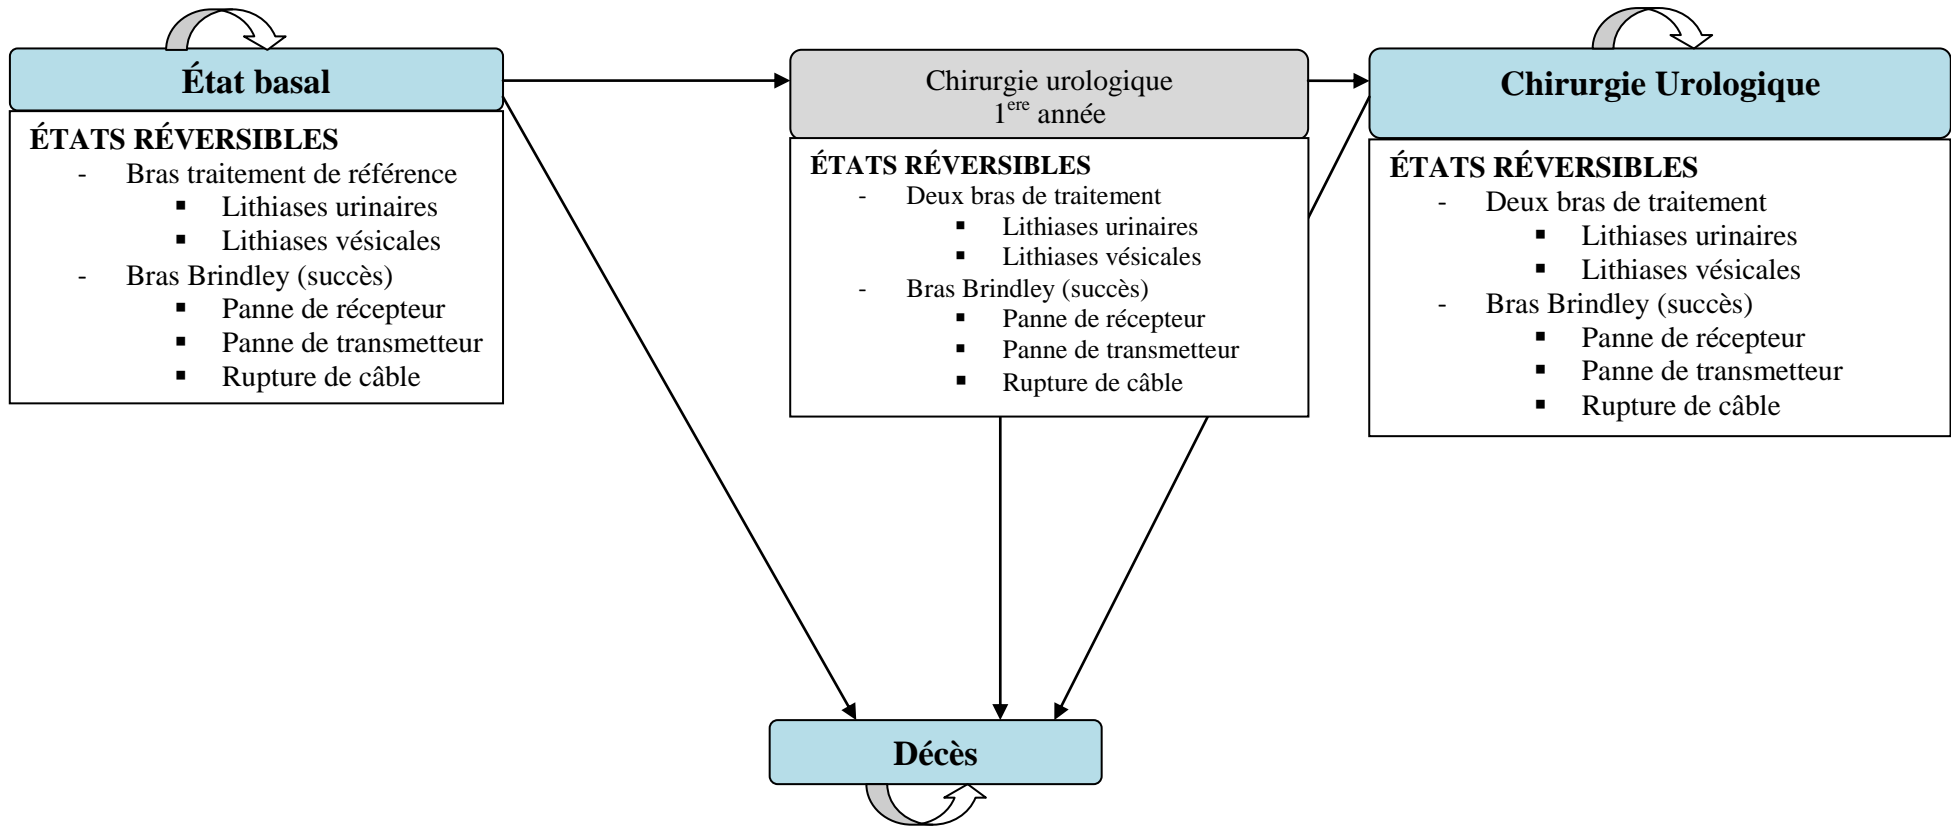 État basal
ÉTATS RÉVERSIBLES
- Bras traitement de référence
▪ Lithiases urinaires
▪ Lithiases vésicales
- Bras Brindley (succès)
▪ Panne de récepteur
▪ Panne de transmetteur
▪ Rupture de câble
Chirurgie urologique
1ere année
ÉTATS RÉVERSIBLES
- Deux bras de traitement
▪ Lithiases urinaires
▪ Lithiases vésicales
- Bras Brindley (succès)
▪ Panne de récepteur
▪ Panne de transmetteur
▪ Rupture de câble
Chirurgie Urologique
ÉTATS RÉVERSIBLES
- Deux bras de traitement
▪ Lithiases urinaires
▪ Lithiases vésicales
- Bras Brindley (succès)
▪ Panne de récepteur
▪ Panne de transmetteur
▪ Rupture de câble
Décès